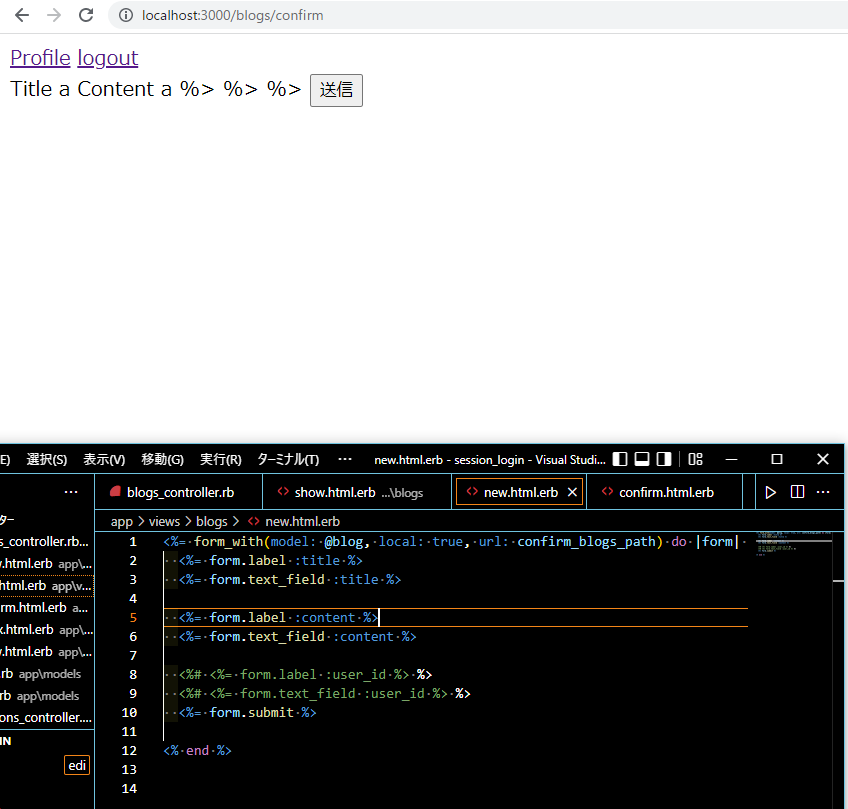 localhost:3000/blogs/confirm
Profile logout
Title a Content a %> %> %> 送信
E) 選択(S) 表示(V) 移動(G) 実行(R) ターミナル(T) ··· new.html.erb - session_login - Visual Studi...
··· blogs_controller.rb show.html.erb ...\blogs new.html.erb confirm.html.erb ···
ター
app > views > blogs > new.html.erb
s_controller.rb...
w.html.erb app\...
html.erb app\v...
rm.html.erb a...
x.html.erb app\...
w.html.erb app\...
.rb app\models
rb app\models
ons_controller....
IN
edi
1 <%= form_with(model: @blog, local: true, url: confirm_blogs_path) do |form|
2 <%= form.label :title %>
3 <%= form.text_field :title %>
4
5 <%= form.label :content %>
6 <%= form.text_field :content %>
7
8 <%# <%= form.label :user_id %> %>
9 <%# <%= form.text_field :user_id %> %>
10 <%= form.submit %>
11
12 <% end %>
13
14